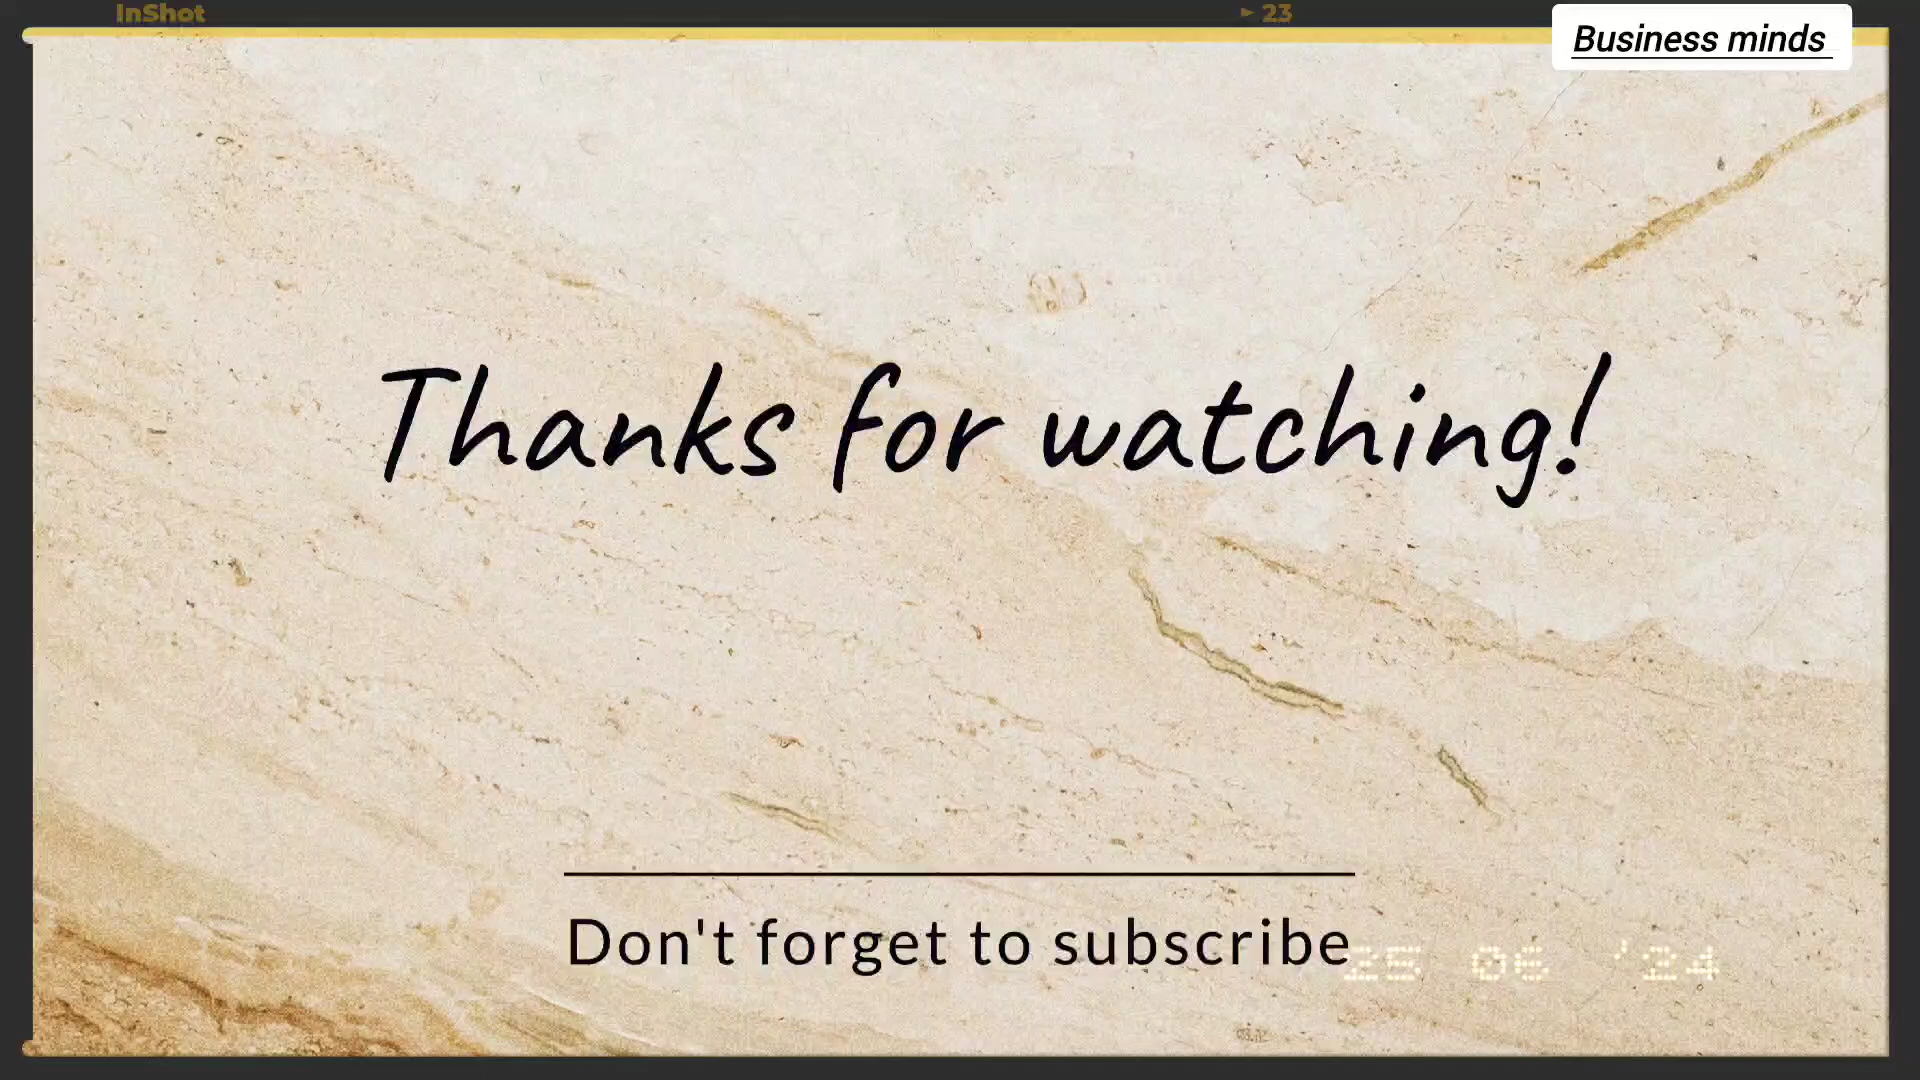 InShot
► 23
Business minds
Thanks for watching!
Don't forget to subscribe
25 06 '24